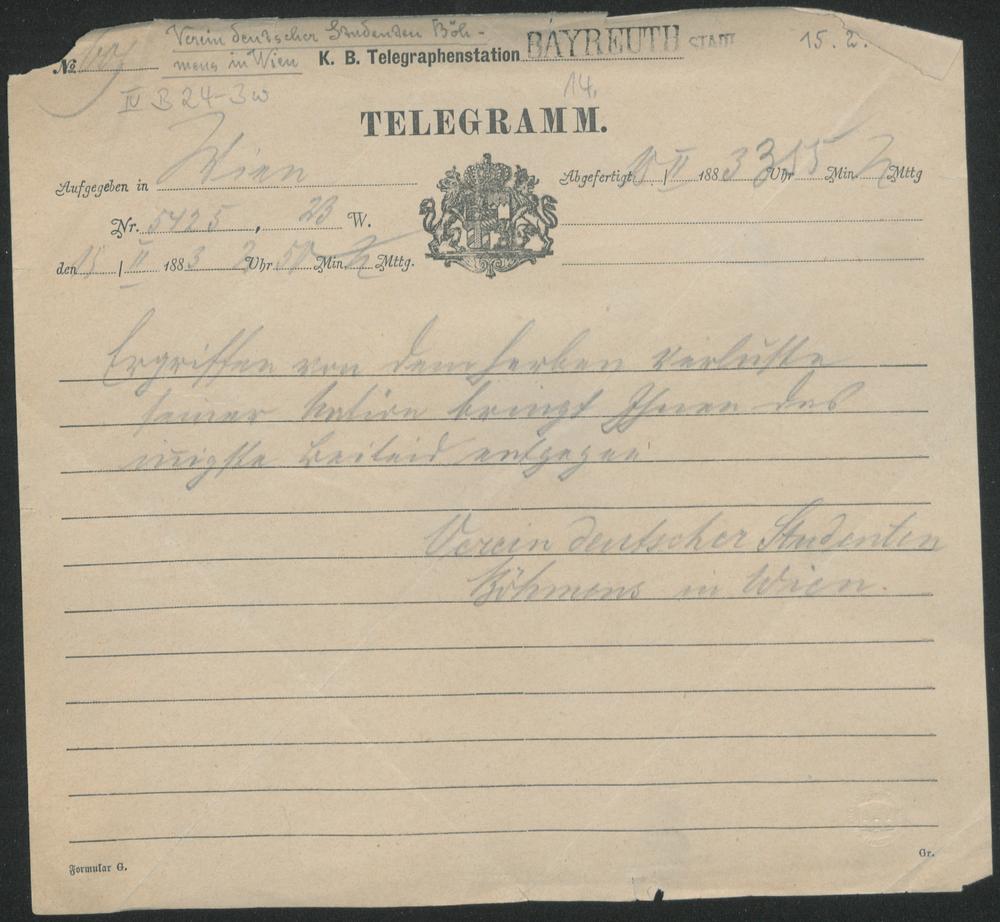 Verein deutscher Studenten Böh-
mens in Wien
№
K. B. Telegraphenstation BAYREUTH STADT
15. 2.
IV B 24-3w
14.
TELEGRAMM.
Aufgegeben in Wien
Abgefertigt 15 / II 1883 3 Uhr 15 Min. N Mttg
Nr. 5425, 23 W.
den 15 / II 1883 2 Uhr 50 Min. N Mttg.
Ergriffen von dem herben Verluste
seiner Nation bringt Ihnen das
innigste Beileid entgegen
Verein deutscher Studenten
Böhmens in Wien.
Formular G.
Gr.